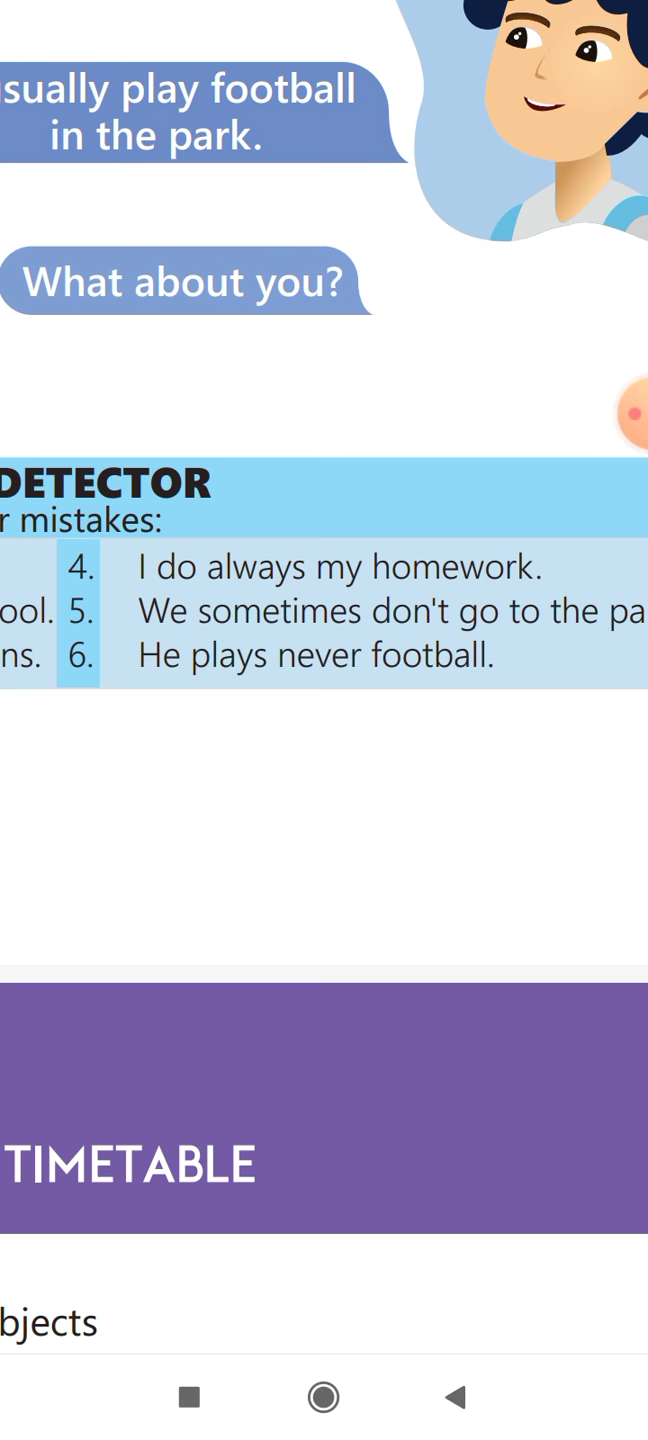 sually play football
in the park.
What about you?
DETECTOR
r mistakes:
4. I do always my homework.
ool. 5. We sometimes don't go to the pa
ns. 6. He plays never football.
TIMETABLE
bjects